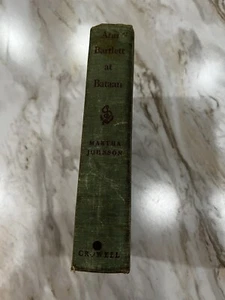 Ann
Bartlett
at
Bataan
MARTHA
JOHNSON
CROWELL